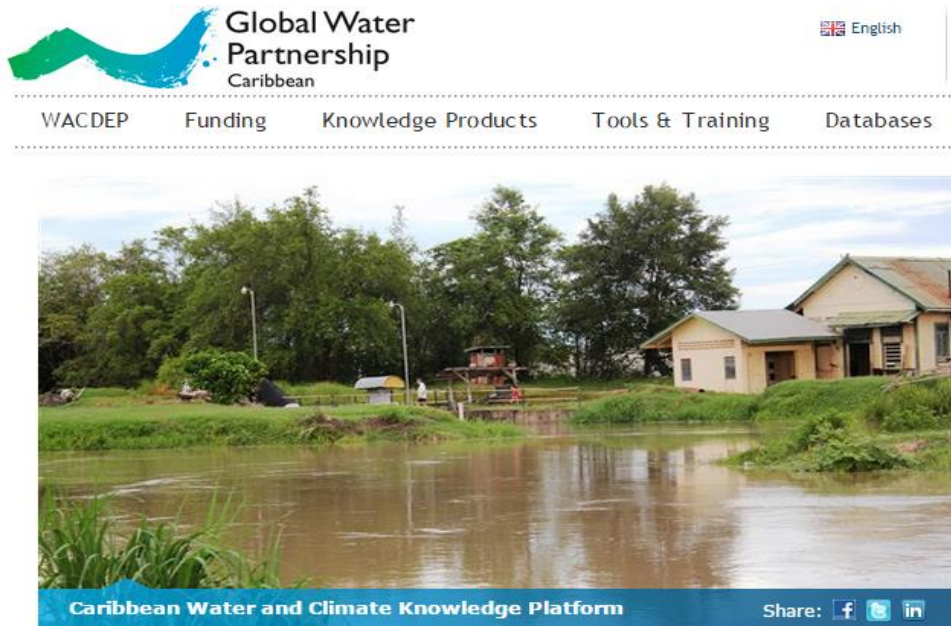 Global Water
Partnership
Caribbean
English
WACDEP Funding Knowledge Products Tools & Training Databases
Caribbean Water and Climate Knowledge Platform Share: